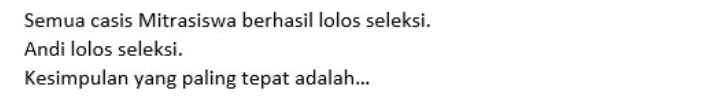 Semua casis Mitrasiswa berhasil lolos seleksi.
Andi lolos seleksi.
Kesimpulan yang paling tepat adalah...